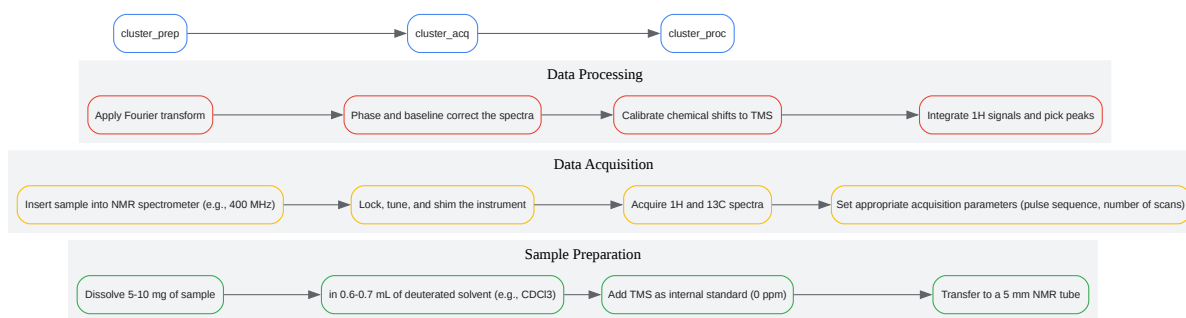 cluster_prep
cluster_acq
cluster_proc
Data Processing
Apply Fourier transform
Phase and baseline correct the spectra
Calibrate chemical shifts to TMS
Integrate 1H signals and pick peaks
Data Acquisition
Insert sample into NMR spectrometer (e.g., 400 MHz)
Lock, tune, and shim the instrument
Acquire 1H and 13C spectra
Set appropriate acquisition parameters (pulse sequence, number of scans)
Sample Preparation
Dissolve 5-10 mg of sample
in 0.6-0.7 mL of deuterated solvent (e.g., CDCl3)
Add TMS as internal standard (0 ppm)
Transfer to a 5 mm NMR tube